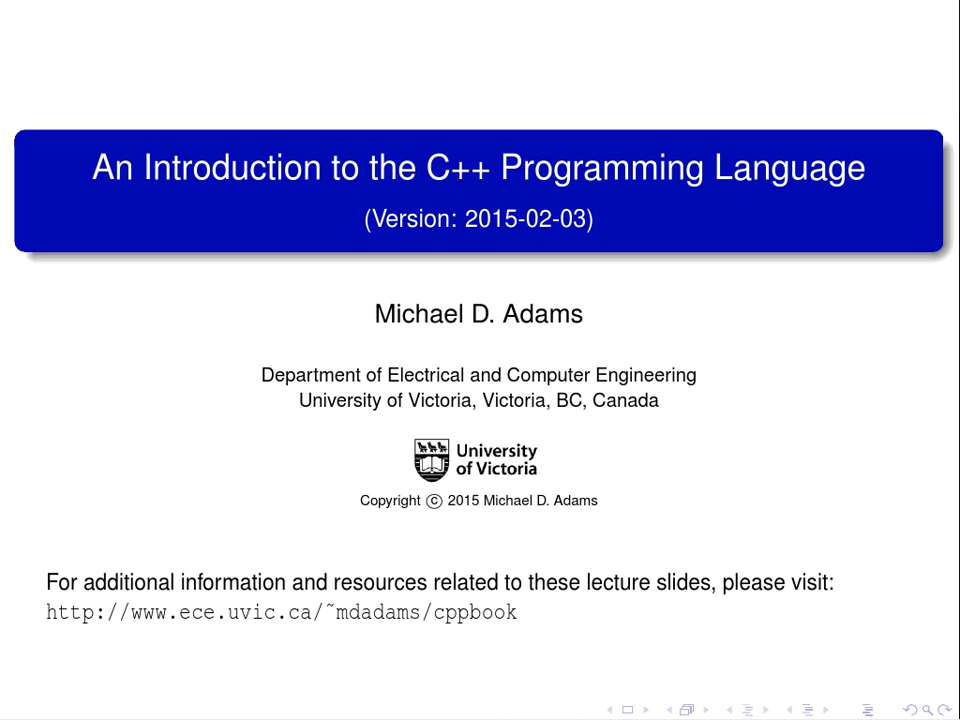 An Introduction to the C++ Programming Language
(Version: 2015-02-03)
Michael D. Adams
Department of Electrical and Computer Engineering
University of Victoria, Victoria, BC, Canada
University
of Victoria
Copyright © 2015 Michael D. Adams
For additional information and resources related to these lecture slides, please visit:
http://www.ece.uvic.ca/˜mdadams/cppbook